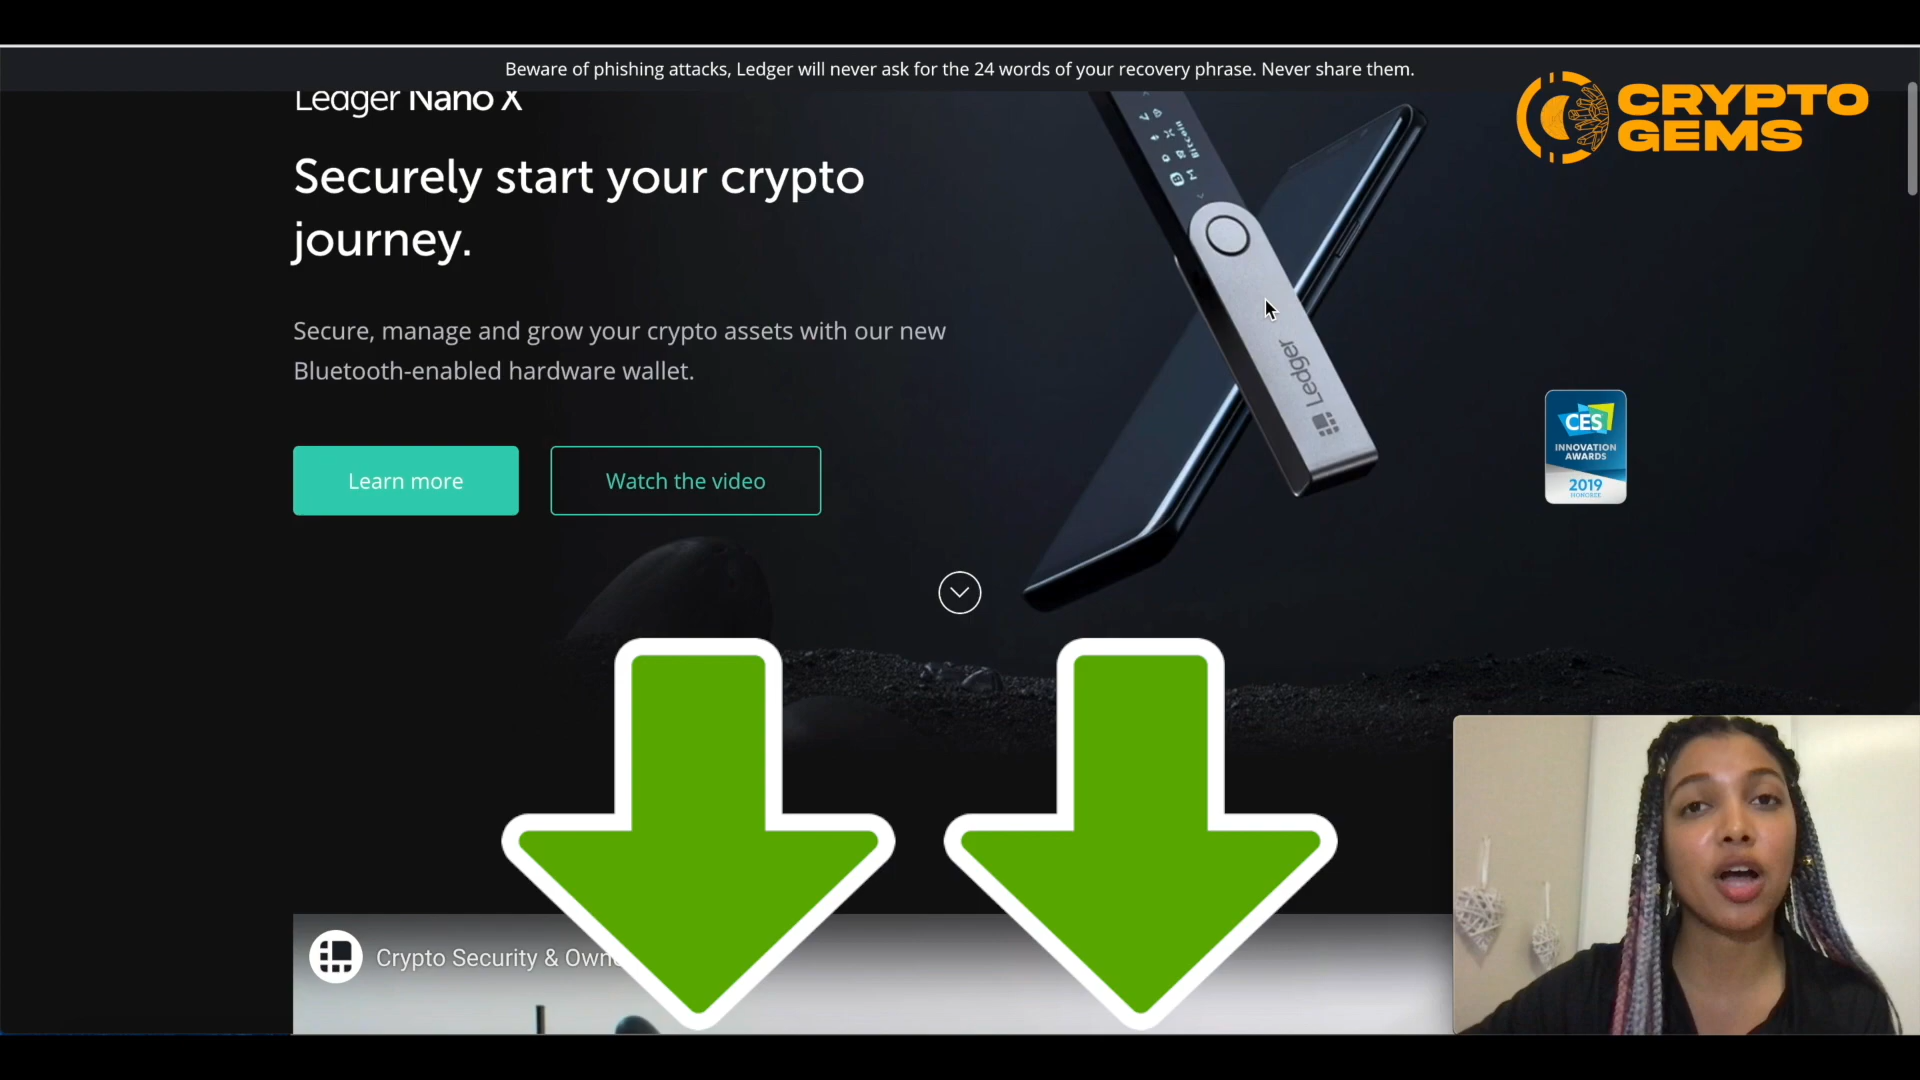 Beware of phishing attacks, Ledger will never ask for the 24 words of your recovery phrase. Never share them.
CRYPTO
GEMS
Ledger Nano X
Securely start your crypto
journey.
Secure, manage and grow your crypto assets with our new
Bluetooth-enabled hardware wallet.
Learn more
Watch the video
Bitcoin
Ledger
CES
INNOVATION
AWARDS
2019
HONOREE
Crypto Security &